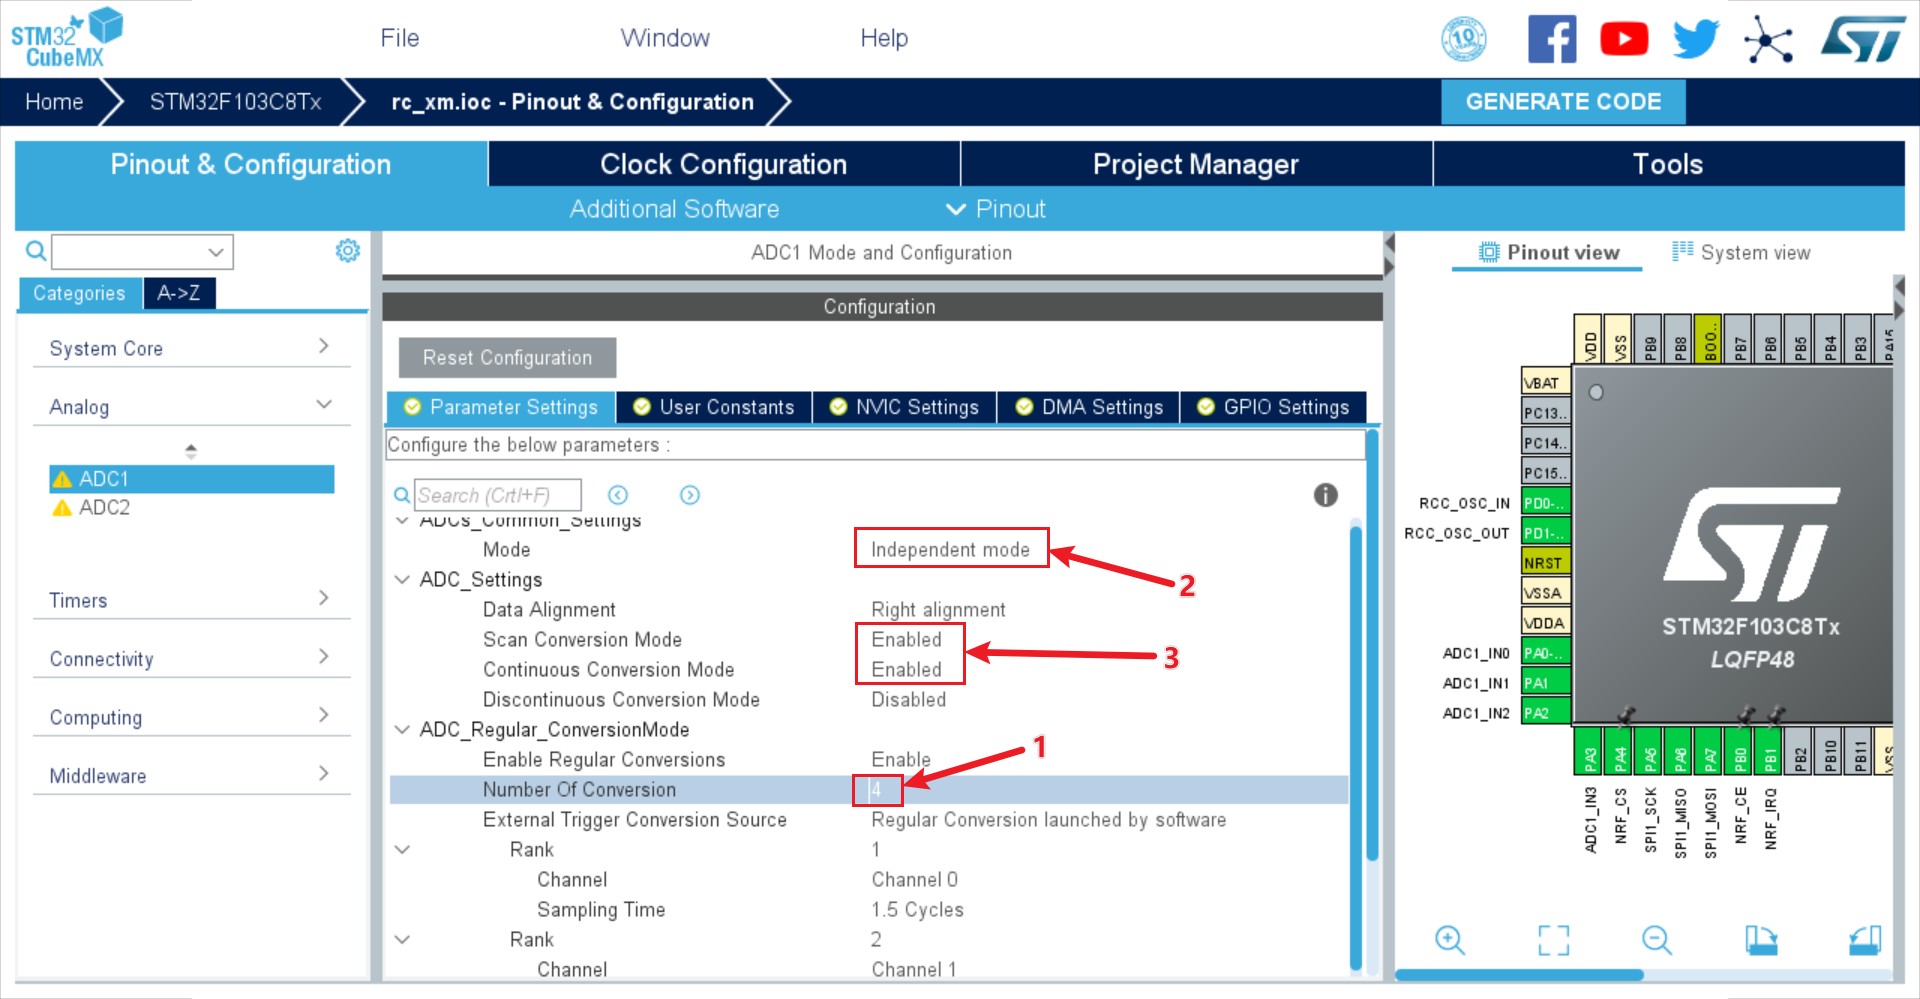 STM32
CubeMX
File
Window
Help
10
ST
Home
STM32F103C8Tx
rc_xm.ioc - Pinout & Configuration
GENERATE CODE
Pinout & Configuration
Clock Configuration
Project Manager
Tools
Additional Software
Pinout
ADC1 Mode and Configuration
Pinout view
System view
Categories
A->Z
System Core
Analog
ADC1
ADC2
Timers
Connectivity
Computing
Middleware
Configuration
Reset Configuration
Parameter Settings
User Constants
NVIC Settings
DMA Settings
GPIO Settings
Configure the below parameters :
Search (Crtl+F)
ADCs_Common_Settings
Mode
Independent mode
2
ADC_Settings
Data Alignment
Right alignment
Scan Conversion Mode
Enabled
Continuous Conversion Mode
Enabled
3
Discontinuous Conversion Mode
Disabled
ADC_Regular_ConversionMode
1
Enable Regular Conversions
Enable
Number Of Conversion
4
External Trigger Conversion Source
Regular Conversion launched by software
Rank
1
Channel
Channel 0
Sampling Time
1.5 Cycles
Rank
2
Channel
Channel 1
VDD
VSS
PB9
PB8
BOO..
PB7
PB6
PB5
PB4
PB3
PA15
VBAT
PC13..
PC14..
PC15..
RCC_OSC_IN
PD0-..
RCC_OSC_OUT
PD1-..
NRST
VSSA
VDDA
ADC1_IN0
PA0-..
ADC1_IN1
PA1
ADC1_IN2
PA2
ST
STM32F103C8Tx
LQFP48
PA3
PA4
PA5
PA6
PA7
PB0
PB1
PB2
PB10
PB11
VSS
ADC1_IN3
NRF_CS
SPI1_SCK
SPI1_MISO
SPI1_MOSI
NRF_CE
NRF_IRQ